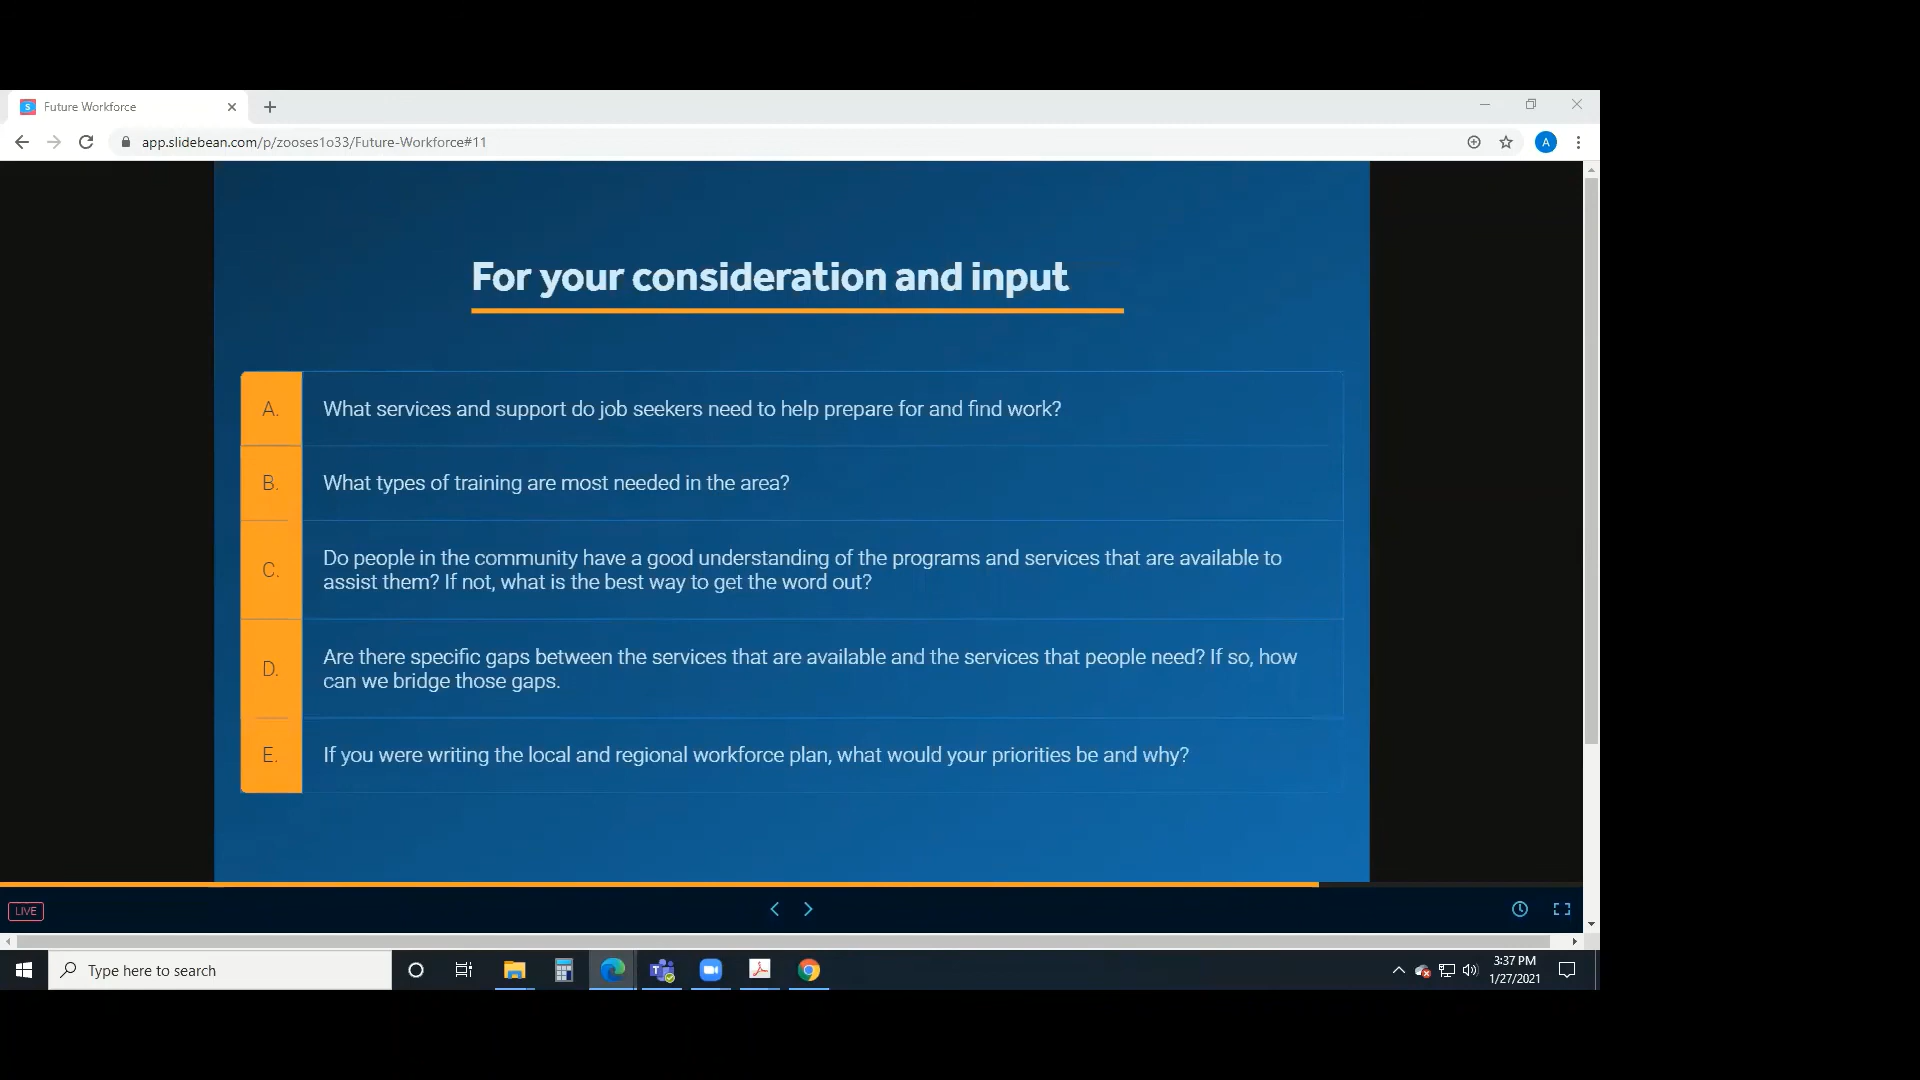 Future Workforce
app.slidebean.com/p/zooses1o33/Future-Workforce#11
A
For your consideration and input
A. What services and support do job seekers need to help prepare for and find work?
B. What types of training are most needed in the area?
C. Do people in the community have a good understanding of the programs and services that are available to
assist them? If not, what is the best way to get the word out?
D. Are there specific gaps between the services that are available and the services that people need? If so, how
can we bridge those gaps.
E. If you were writing the local and regional workforce plan, what would your priorities be and why?
LIVE
Type here to search
3:37 PM
1/27/2021